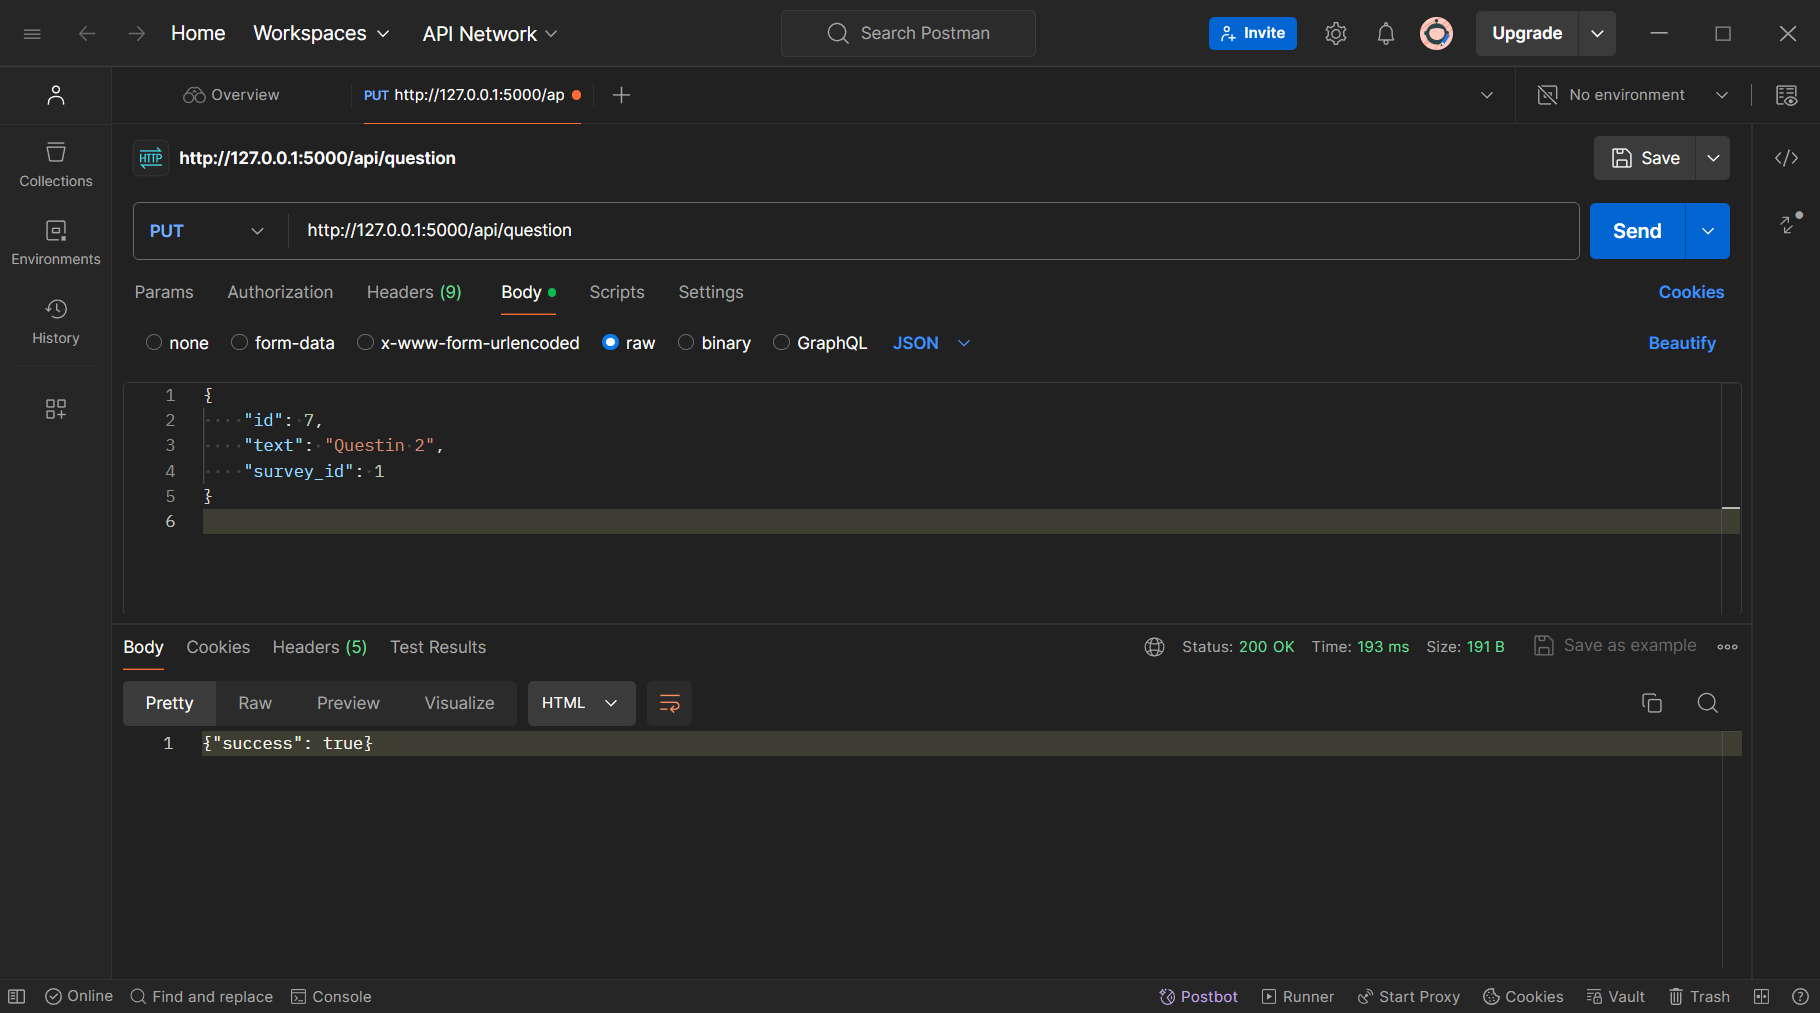 Home Workspaces API Network Search Postman Invite Upgrade
Overview PUT http://127.0.0.1:5000/ap No environment
HTTP http://127.0.0.1:5000/api/question Save
Collections
PUT http://127.0.0.1:5000/api/question Send
Environments
Params Authorization Headers (9) Body Scripts Settings Cookies
History
none form-data x-www-form-urlencoded raw binary GraphQL JSON Beautify
1 {
2 "id": 7,
3 "text": "Questin 2",
4 "survey_id": 1
5 }
6
Body Cookies Headers (5) Test Results Status: 200 OK Time: 193 ms Size: 191 B Save as example
Pretty Raw Preview Visualize HTML
1 {"success": true}
Online Find and replace Console Postbot Runner Start Proxy Cookies Vault Trash